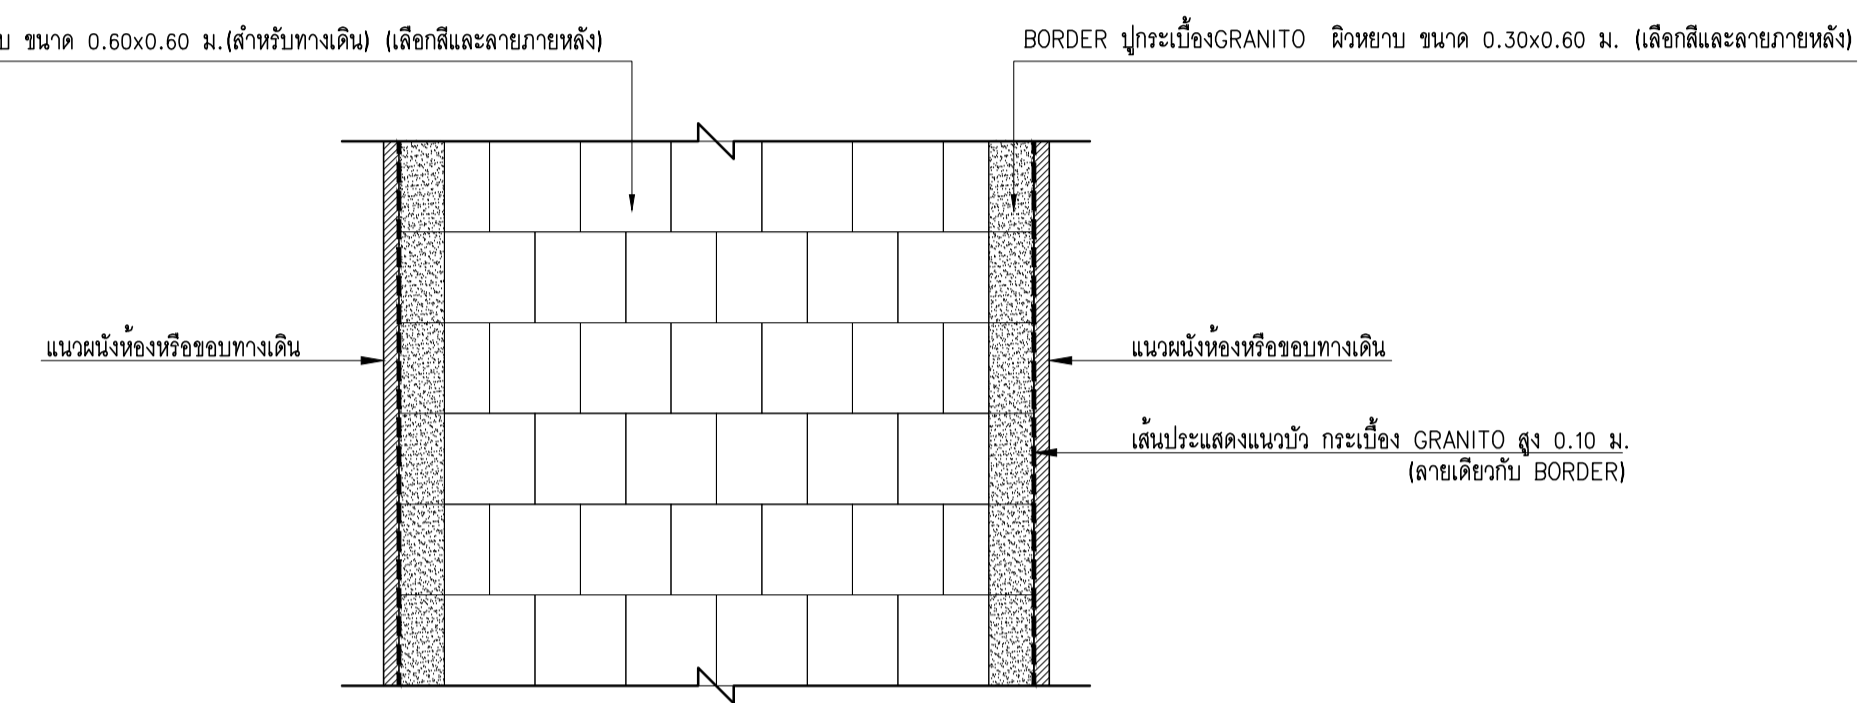 ขนาด 0.60x0.60 ม.(สำหรับทางเดิน) (เลือกสีและลายภายหลัง)
BORDER ปูกระเบื้องGRANITO ผิวหยาบ ขนาด 0.30x0.60 ม. (เลือกสีและลายภายหลัง)
แนวผนังห้องหรือขอบทางเดิน
แนวผนังห้องหรือขอบทางเดิน
เส้นประแสดงแนวบัว กระเบื้อง GRANITO สูง 0.10 ม.
(ลายเดียวกับ BORDER)